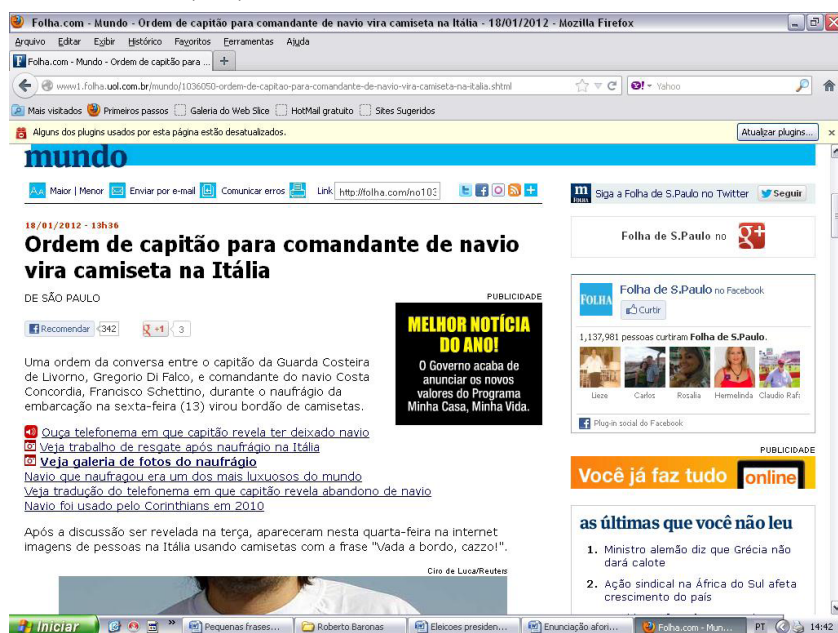 Folha.com - Mundo - Ordem de capitão para comandante de navio vira camiseta na Itália - 18/01/2012 - Mozilla Firefox
Arquivo Editar Exibir Histórico Favoritos Ferramentas Ajuda
Folha.com - Mundo - Ordem de capitão para ...
www1.folha.uol.com.br/mundo/1036050-ordem-de-capitao-para-comandante-de-navio-vira-camiseta-na-italia.shtml
Yahoo
Mais visitados Primeiros passos Galeria do Web Slice HotMail gratuito Sites Sugeridos
Alguns dos plugins usados por esta página estão desatualizados.
Atualizar plugins...
mundo
Maior | Menor Enviar por e-mail Comunicar erros Link http://folha.com/no103
18/01/2012 - 13h36
Ordem de capitão para comandante de navio
vira camiseta na Itália
DE SÃO PAULO
Recomendar 342 +1 3
Uma ordem da conversa entre o capitão da Guarda Costeira
de Livorno, Gregorio Di Falco, e comandante do navio Costa
Concordia, Francisco Schettino, durante o naufrágio da
embarcação na sexta-feira (13) virou bordão de camisetas.
Ouça telefonema em que capitão revela ter deixado navio
Veja trabalho de resgate após naufrágio na Itália
Veja galeria de fotos do naufrágio
Navio que naufragou era um dos mais luxuosos do mundo
Veja tradução do telefonema em que capitão revela abandono de navio
Navio foi usado pelo Corinthians em 2010
Após a discussão ser revelada na terça, apareceram nesta quarta-feira na internet
imagens de pessoas na Itália usando camisetas com a frase "Vada a bordo, cazzo!".
Ciro de Luca/Reuters
PUBLICIDADE
MELHOR NOTÍCIA
DO ANO!
O Governo acaba de
anunciar os novos
valores do Programa
Minha Casa, Minha Vida.
Siga a Folha de S.Paulo no Twitter Seguir
Folha de S.Paulo no
FOLHA
Folha de S.Paulo no Facebook
Curtir
1,137,981 pessoas curtiram Folha de S.Paulo.
Lieze Carlos Rosalia Hermelinda Claudio Rafa
Plug-in social do Facebook
PUBLICIDADE
Você já faz tudo online
as últimas que você não leu
1. Ministro alemão diz que Grécia não
dará calote
2. Ação sindical na África do Sul afeta
crescimento do país
Iniciar Pequenas frases... Roberto Baronas Eleicoes presiden... Enunciação afori... Folha.com - Mun... PT 14:42